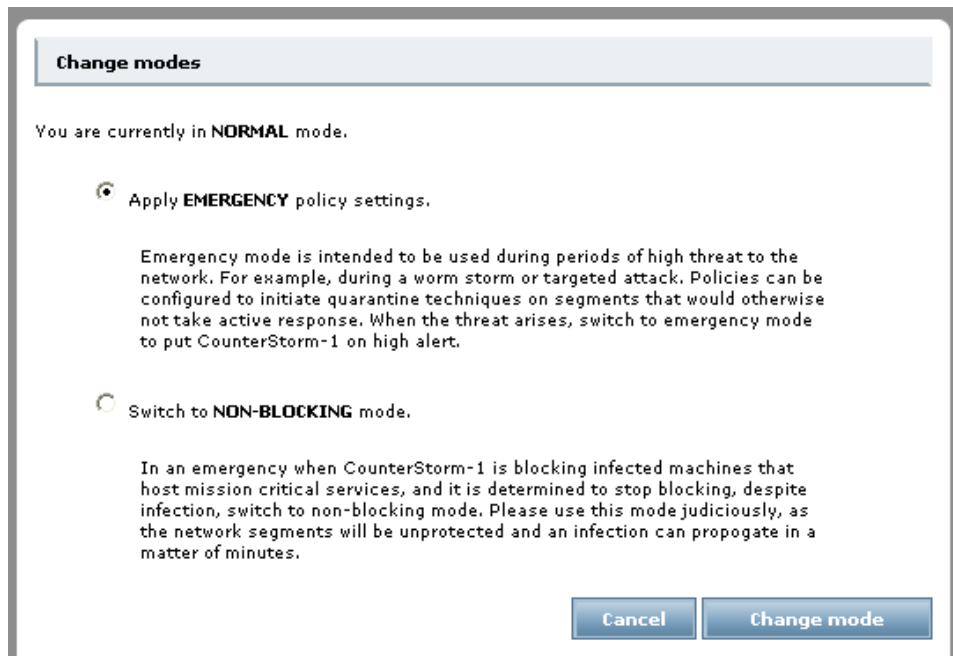 Change modes
You are currently in NORMAL mode.
Apply EMERGENCY policy settings.
Emergency mode is intended to be used during periods of high threat to the
network. For example, during a worm storm or targeted attack. Policies can be
configured to initiate quarantine techniques on segments that would otherwise
not take active response. When the threat arises, switch to emergency mode
to put CounterStorm-1 on high alert.
Switch to NON-BLOCKING mode.
In an emergency when CounterStorm-1 is blocking infected machines that
host mission critical services, and it is determined to stop blocking, despite
infection, switch to non-blocking mode. Please use this mode judiciously, as
the network segments will be unprotected and an infection can propogate in a
matter of minutes.
Cancel
Change mode